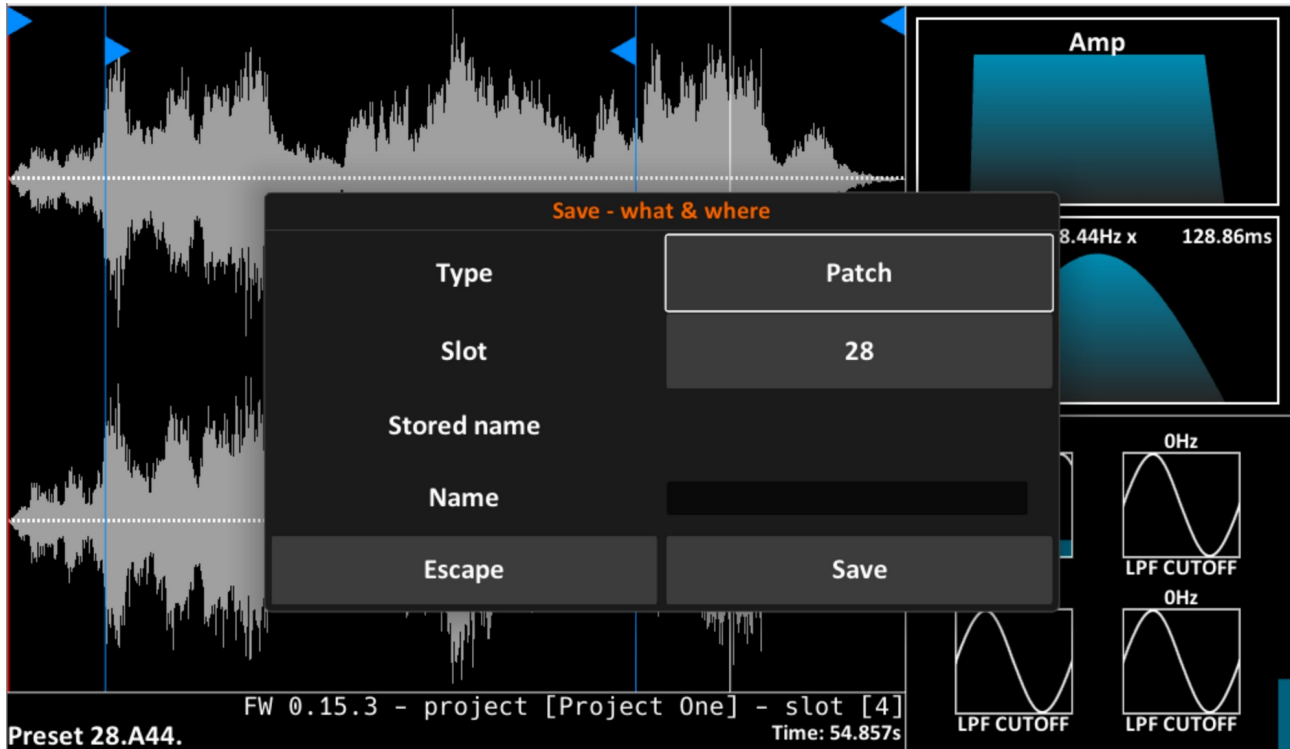 Amp
8.44Hz x 128.86ms
Save - what & where
Type Patch
Slot 28
Stored name
Name
Escape Save
0Hz
LPF CUTOFF
0Hz
LPF CUTOFF LPF CUTOFF
FW 0.15.3 - project [Project One] - slot [4]
Preset 28.A44. Time: 54.857s